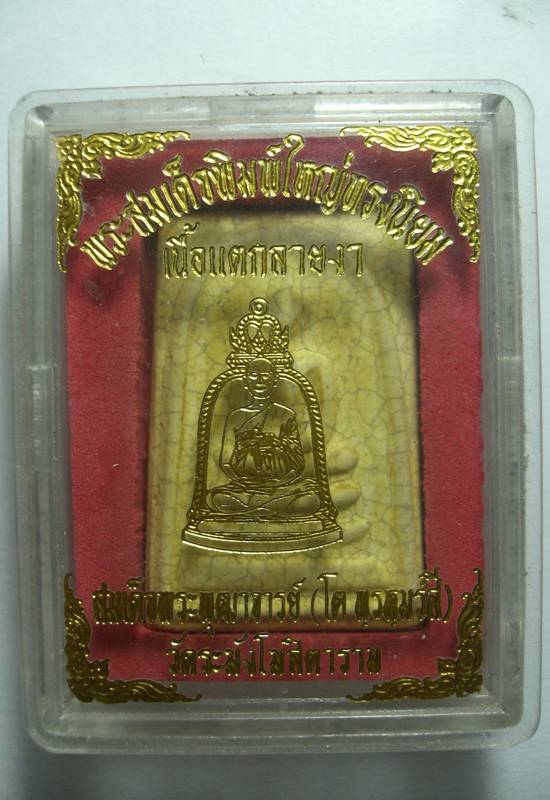 พระสมเด็จพิมพ์ใหญ่ทรงนิยม
เนื้อแตกลายงา
สมเด็จพระพุฒาจารย์ (โต พฺรหฺมรํสี)
วัดระฆังโฆสิตาราม